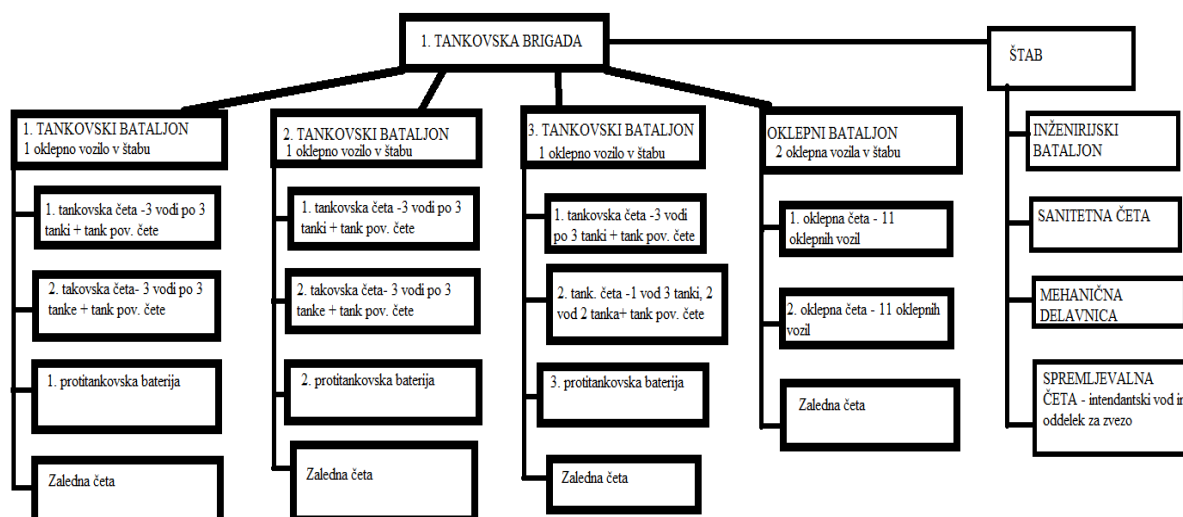 1. TANKOVSKA BRIGADA
ŠTAB
1. TANKOVSKI BATALJON
1 oklepno vozilo v štabu
1. tankovska četa -3 vodi po 3
tanki + tank pov. čete
2. takovska četa- 3 vodi po 3
tanke + tank pov. čete
1. protitankovska baterija
Zaledna četa
2. TANKOVSKI BATALJON
1 oklepno vozilo v štabu
1. tankovska četa -3 vodi po 3
tanki + tank pov. čete
2. takovska četa- 3 vodi po 3
tanke + tank pov. čete
2. protitankovska baterija
Zaledna četa
3. TANKOVSKI BATALJON
1 oklepno vozilo v štabu
1. tankovska četa -3 vodi
po 3 tanki + tank pov. čete
2. tank. četa -1 vod 3 tanki, 2
vod 2 tanka+ tank pov. čete
3. protitankovska baterija
Zaledna četa
OKLEPNI BATALJON
2 oklepna vozila v štabu
1. oklepna četa - 11
oklepnih vozil
2. oklepna četa - 11 oklepnih
vozil
Zaledna četa
INŽENIRIJSKI
BATALJON
SANITETNA ČETA
MEHANIČNA
DELAVNICA
SPREMLJEVALNA
ČETA - intendantski vod in
oddelek za zvezo